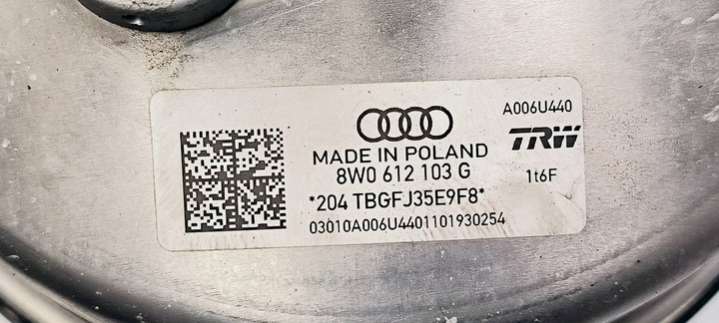 A006U440
TRW
MADE IN POLAND
8W0 612 103 G
1t6F
*204 TBGFJ35E9F8*
03010A006U4401101930254